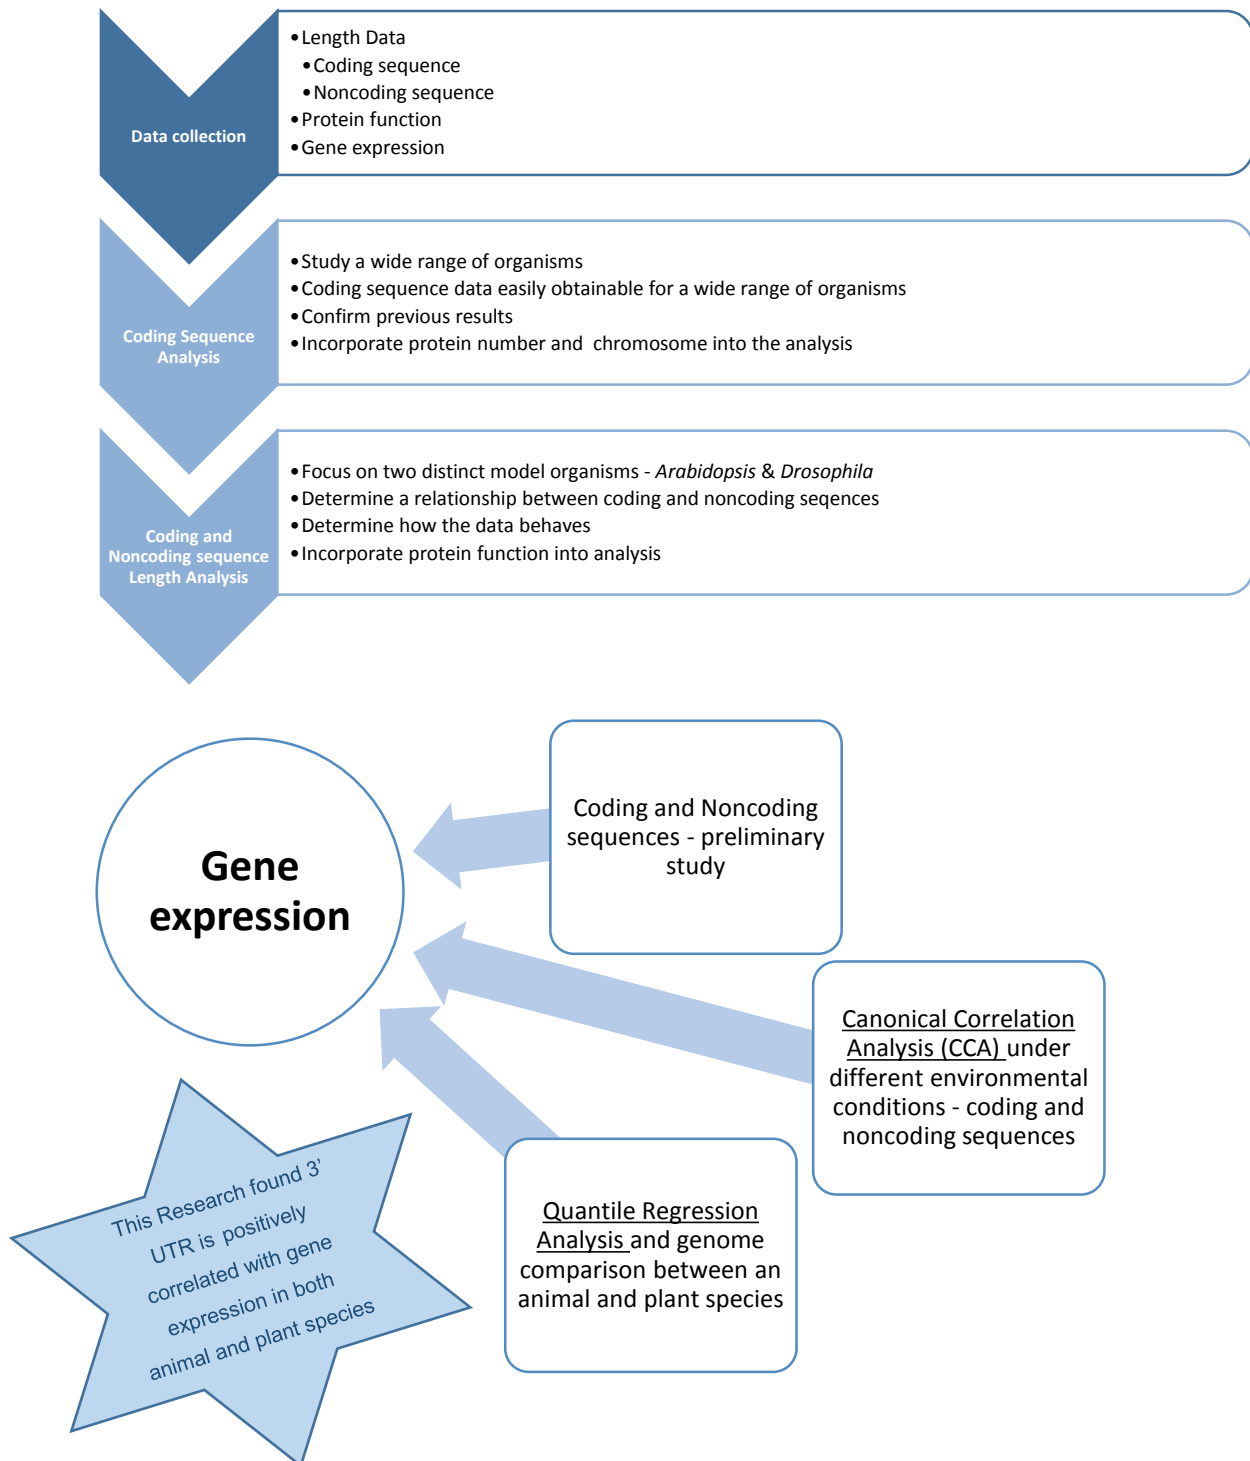 Data collection
•Length Data
•Coding sequence
•Noncoding sequence
•Protein function
•Gene expression
Coding Sequence
Analysis
•Study a wide range of organisms
•Coding sequence data easily obtainable for a wide range of organisms
•Confirm previous results
•Incorporate protein number and chromosome into the analysis
Coding and
Noncoding sequence
Length Analysis
•Focus on two distinct model organisms - Arabidopsis & Drosophila
•Determine a relationship between coding and noncoding seqences
•Determine how the data behaves
•Incorporate protein function into analysis
Gene
expression
Coding and Noncoding
sequences - preliminary
study
Canonical Correlation
Analysis (CCA) under
different environmental
conditions - coding and
noncoding sequences
Quantile Regression
Analysis and genome
comparison between an
animal and plant species
This Research found 3’
UTR is positively
correlated with gene
expression in both
animal and plant species